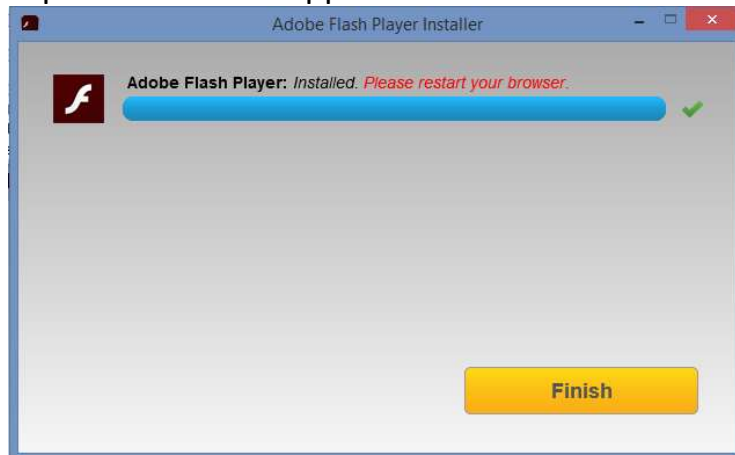 Adobe Flash Player Installer
Adobe Flash Player: Installed. Please restart your browser.
Finish